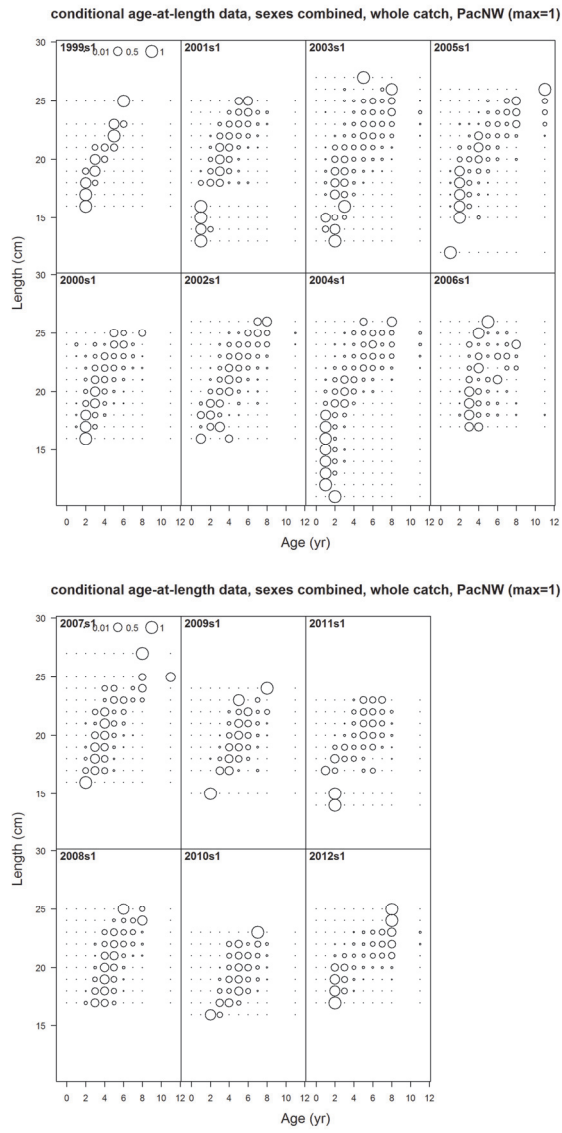 conditional age-at-length data, sexes combined, whole catch, PacNW (max=1)
1999s1 0.01 0.5 1
2001s1
2003s1
2005s1
30
25
20
15
2000s1
2002s1
2004s1
2006s1
30
25
20
15
Length (cm)
0 2 4 6 8 10 12 0 2 4 6 8 10 12 0 2 4 6 8 10 12 0 2 4 6 8 10 12
Age (yr)
conditional age-at-length data, sexes combined, whole catch, PacNW (max=1)
2007s1 0.01 0.5 1
2009s1
2011s1
30
25
20
15
2008s1
2010s1
2012s1
30
25
20
15
Length (cm)
0 2 4 6 8 10 12 0 2 4 6 8 10 12 0 2 4 6 8 10 12
Age (yr)